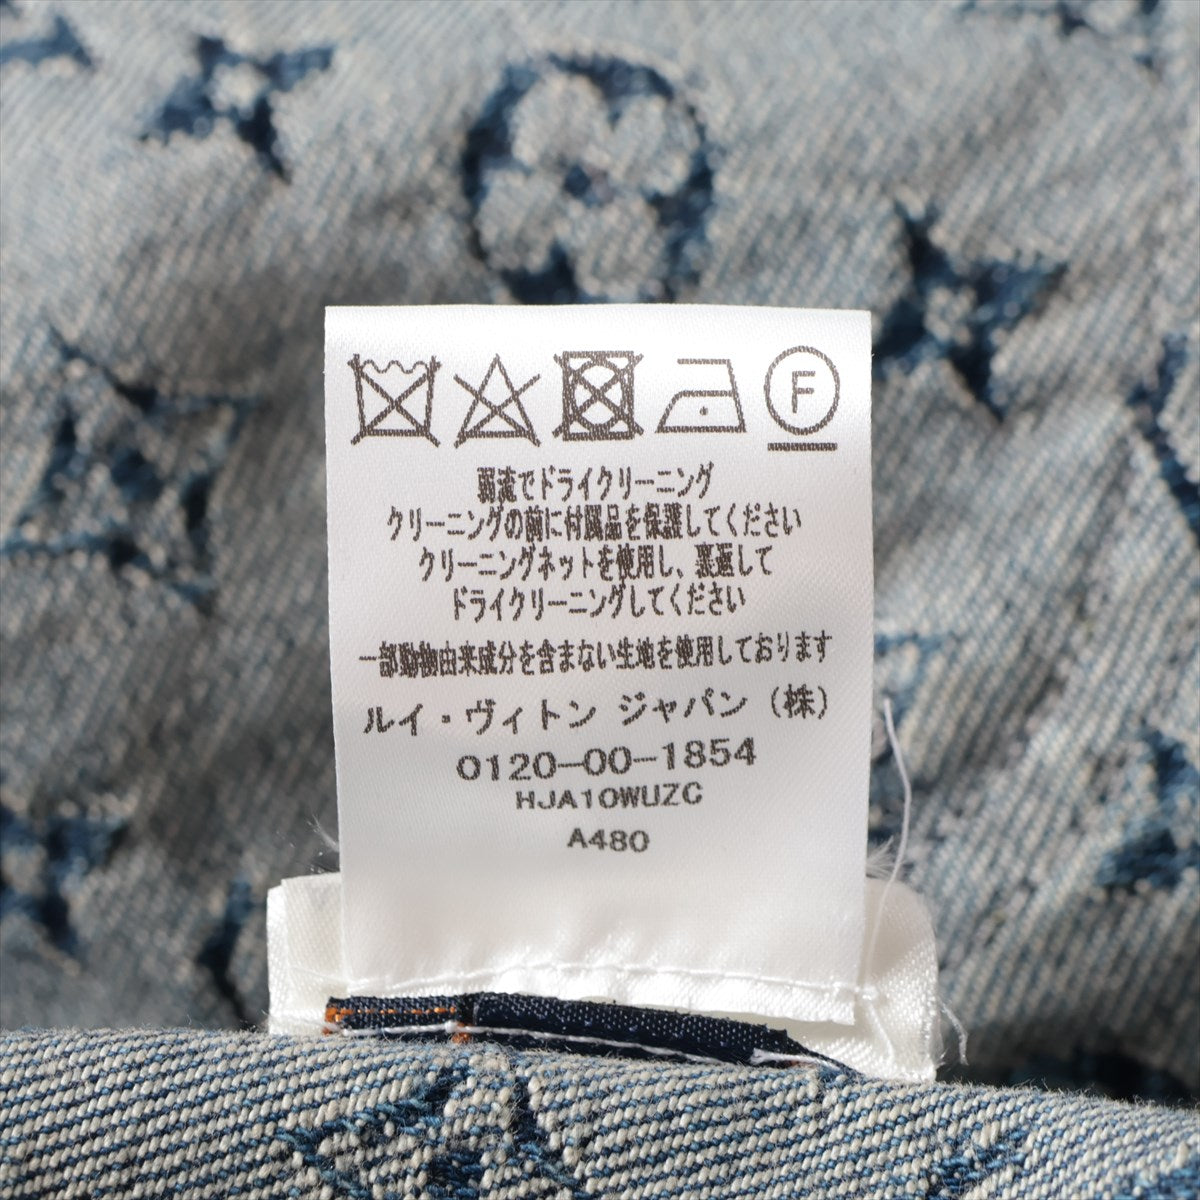 F
弱流でドライクリーニング
クリーニングの前に付属品を保護してください
クリーニングネットを使用し、裏返して
ドライクリーニングしてください
一部動物由来成分を含まない生地を使用しております
ルイ・ヴィトン ジャパン（株）
0120-00-1854
HJA10WUZC
A480